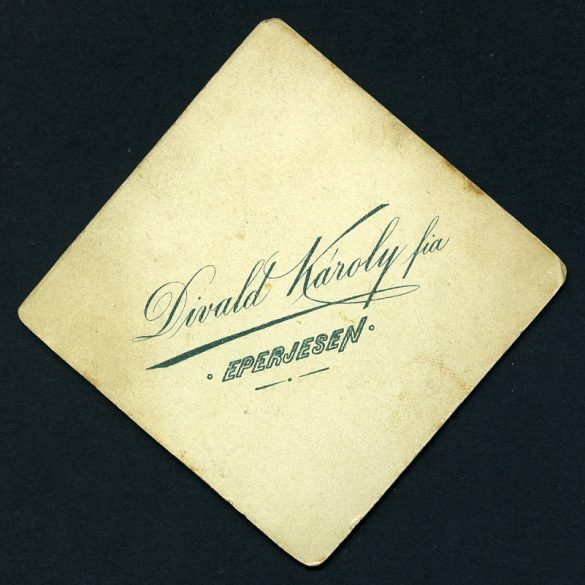 Divald Károly fia
• EPERJESEN •